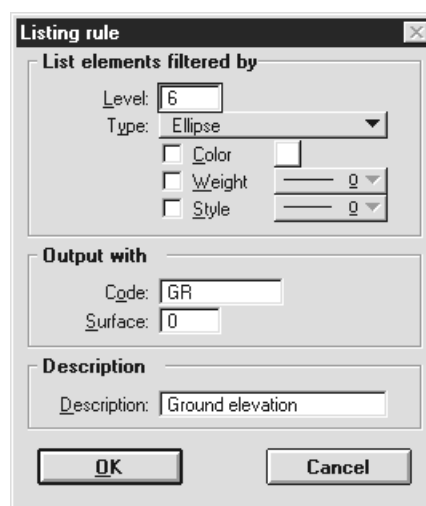 Listing rule
List elements filtered by
Level: 6
Type: Ellipse
Color
Weight 0
Style 0
Output with
Code: GR
Surface: 0
Description
Description: Ground elevation
OK Cancel